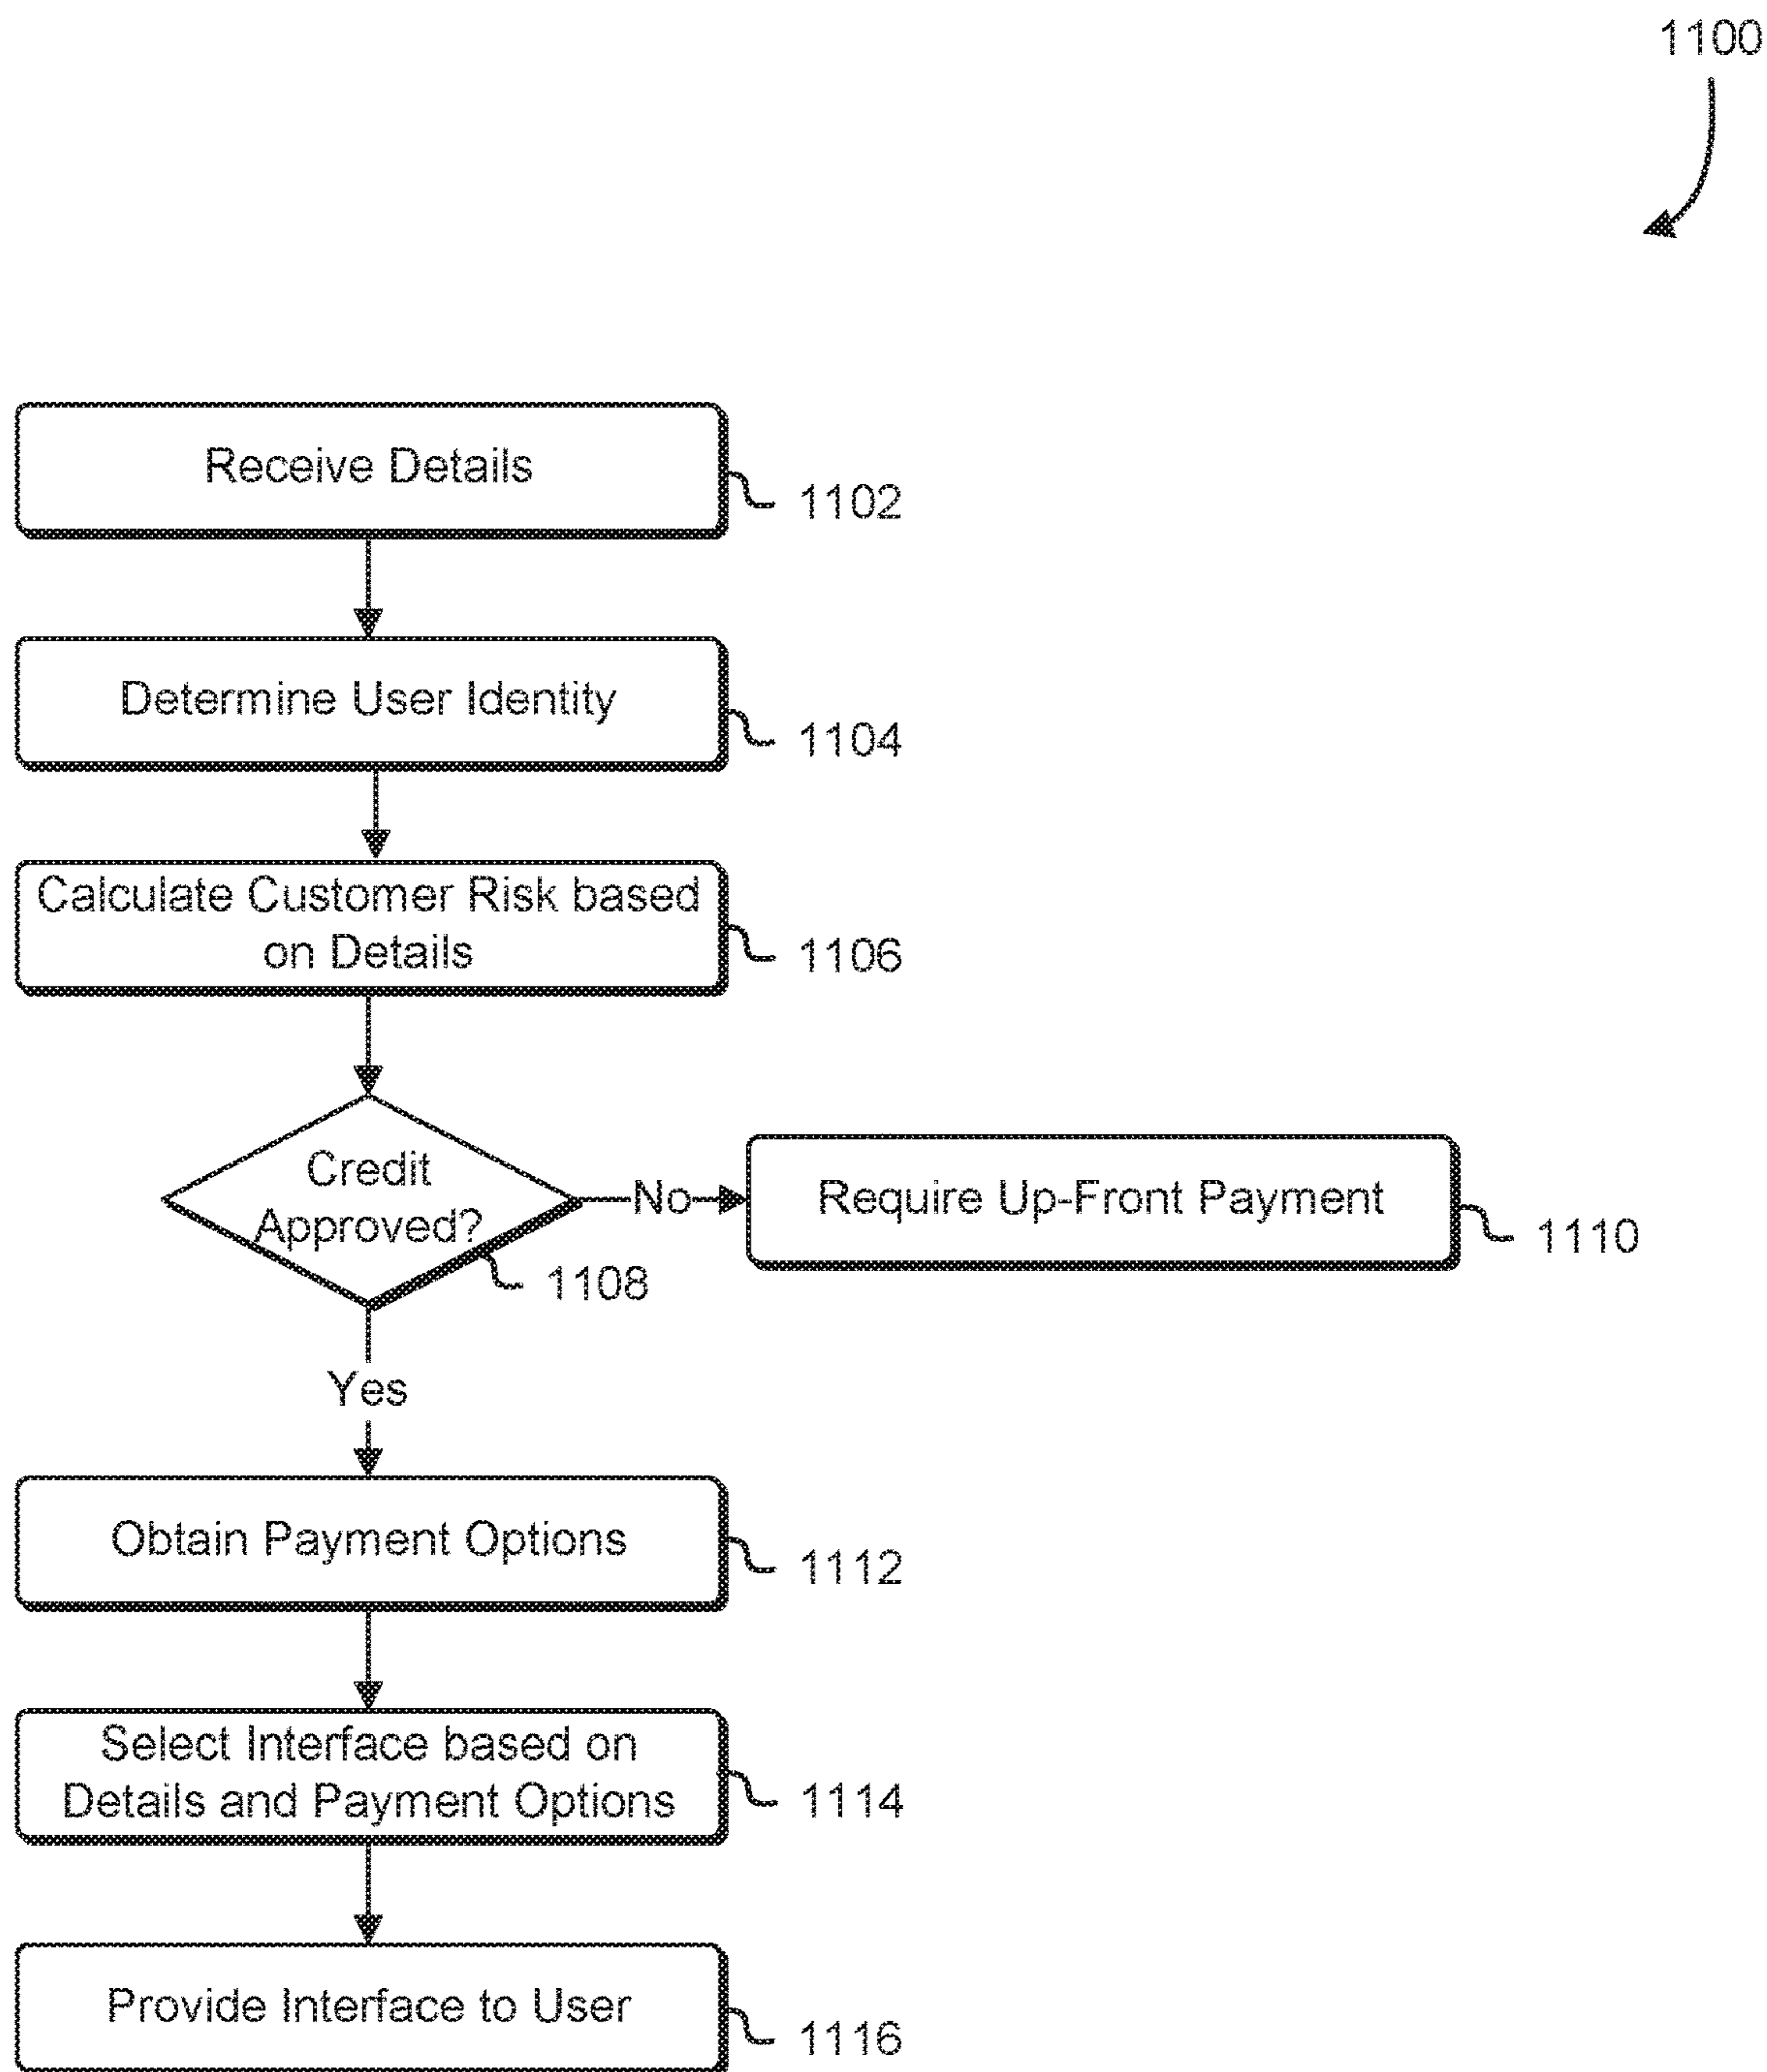 1100
Receive Details
1102
Determine User Identity
1104
Calculate Customer Risk based
on Details
1106
Credit
Approved?
1108
No
Require Up-Front Payment
1110
Yes
Obtain Payment Options
1112
Select Interface based on
Details and Payment Options
1114
Provide Interface to User
1116